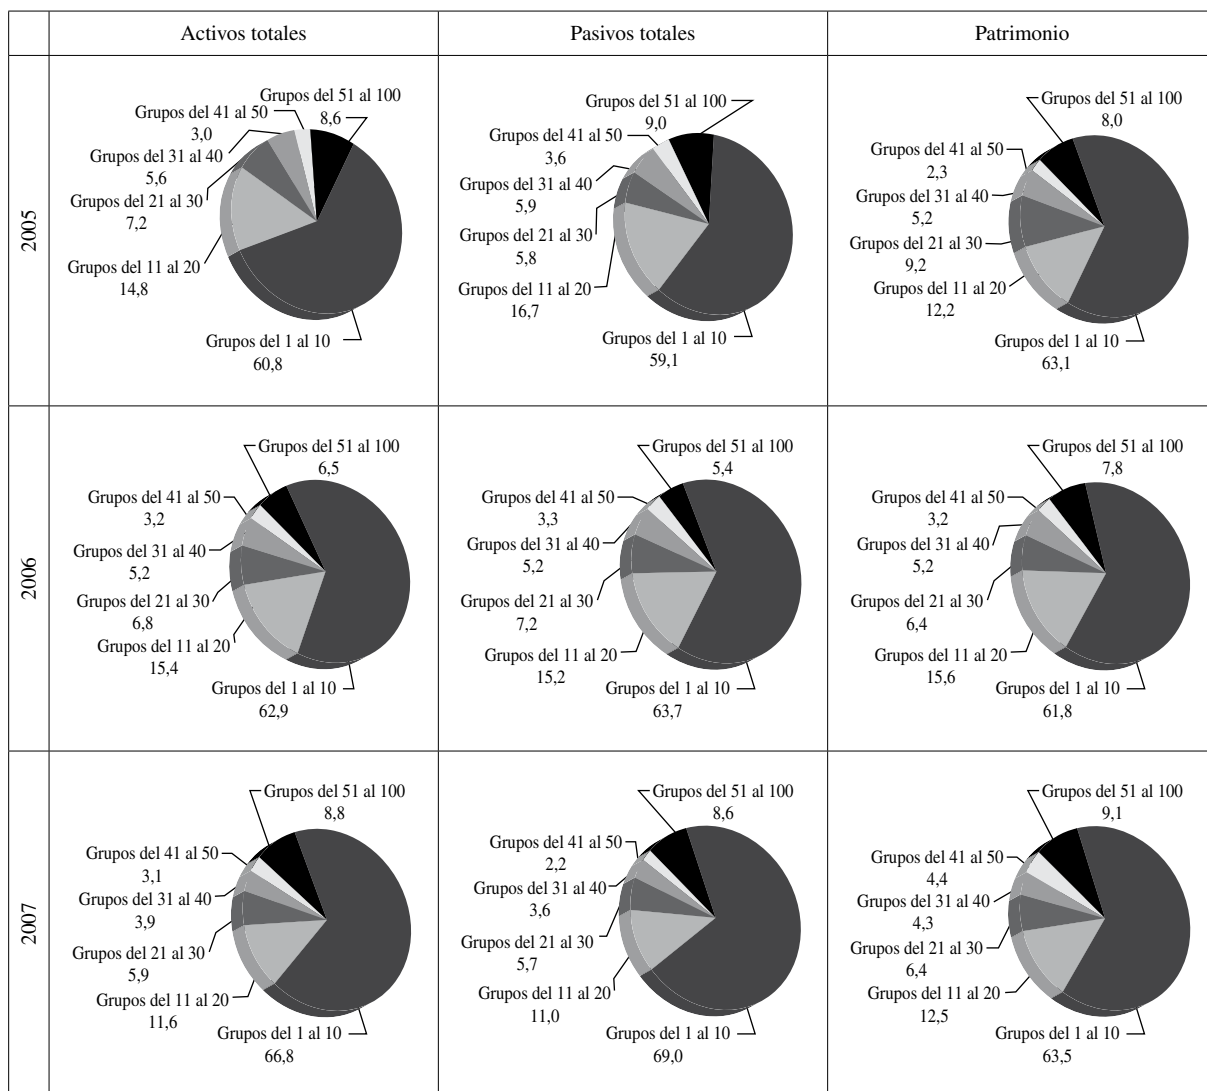 Activos totales
Pasivos totales
Patrimonio
2005
Grupos del 51 al 100
8,6
Grupos del 41 al 50
3,0
Grupos del 31 al 40
5,6
Grupos del 21 al 30
7,2
Grupos del 11 al 20
14,8
Grupos del 1 al 10
60,8
Grupos del 51 al 100
9,0
Grupos del 41 al 50
3,6
Grupos del 31 al 40
5,9
Grupos del 21 al 30
5,8
Grupos del 11 al 20
16,7
Grupos del 1 al 10
59,1
Grupos del 51 al 100
8,0
Grupos del 41 al 50
2,3
Grupos del 31 al 40
5,2
Grupos del 21 al 30
9,2
Grupos del 11 al 20
12,2
Grupos del 1 al 10
63,1
2006
Grupos del 51 al 100
6,5
Grupos del 41 al 50
3,2
Grupos del 31 al 40
5,2
Grupos del 21 al 30
6,8
Grupos del 11 al 20
15,4
Grupos del 1 al 10
62,9
Grupos del 51 al 100
5,4
Grupos del 41 al 50
3,3
Grupos del 31 al 40
5,2
Grupos del 21 al 30
7,2
Grupos del 11 al 20
15,2
Grupos del 1 al 10
63,7
Grupos del 51 al 100
7,8
Grupos del 41 al 50
3,2
Grupos del 31 al 40
5,2
Grupos del 21 al 30
6,4
Grupos del 11 al 20
15,6
Grupos del 1 al 10
61,8
2007
Grupos del 51 al 100
8,8
Grupos del 41 al 50
3,1
Grupos del 31 al 40
3,9
Grupos del 21 al 30
5,9
Grupos del 11 al 20
11,6
Grupos del 1 al 10
66,8
Grupos del 51 al 100
8,6
Grupos del 41 al 50
2,2
Grupos del 31 al 40
3,6
Grupos del 21 al 30
5,7
Grupos del 11 al 20
11,0
Grupos del 1 al 10
69,0
Grupos del 51 al 100
9,1
Grupos del 41 al 50
4,4
Grupos del 31 al 40
4,3
Grupos del 21 al 30
6,4
Grupos del 11 al 20
12,5
Grupos del 1 al 10
63,5